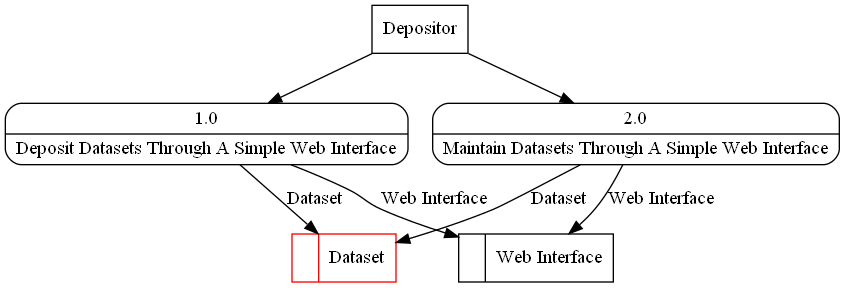 Depositor
1.0
2.0
Deposit Datasets Through A Simple Web Interface
Maintain Datasets Through A Simple Web Interface
Dataset
Web Interface
Dataset
Web Interface
Dataset
Web Interface